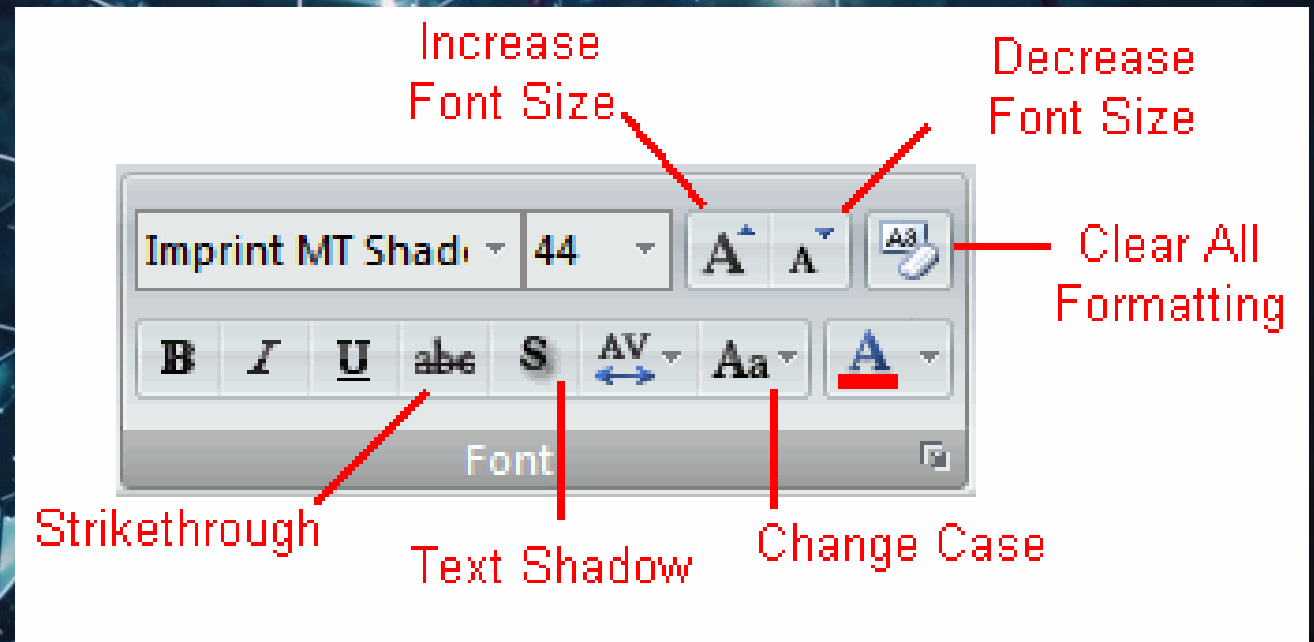 Increase
Font Size
Decrease
Font Size
Imprint MT Shad
44
A A Aa
Clear All
Formatting
B I U abc S AV Aa A
Font
Strikethrough
Text Shadow
Change Case